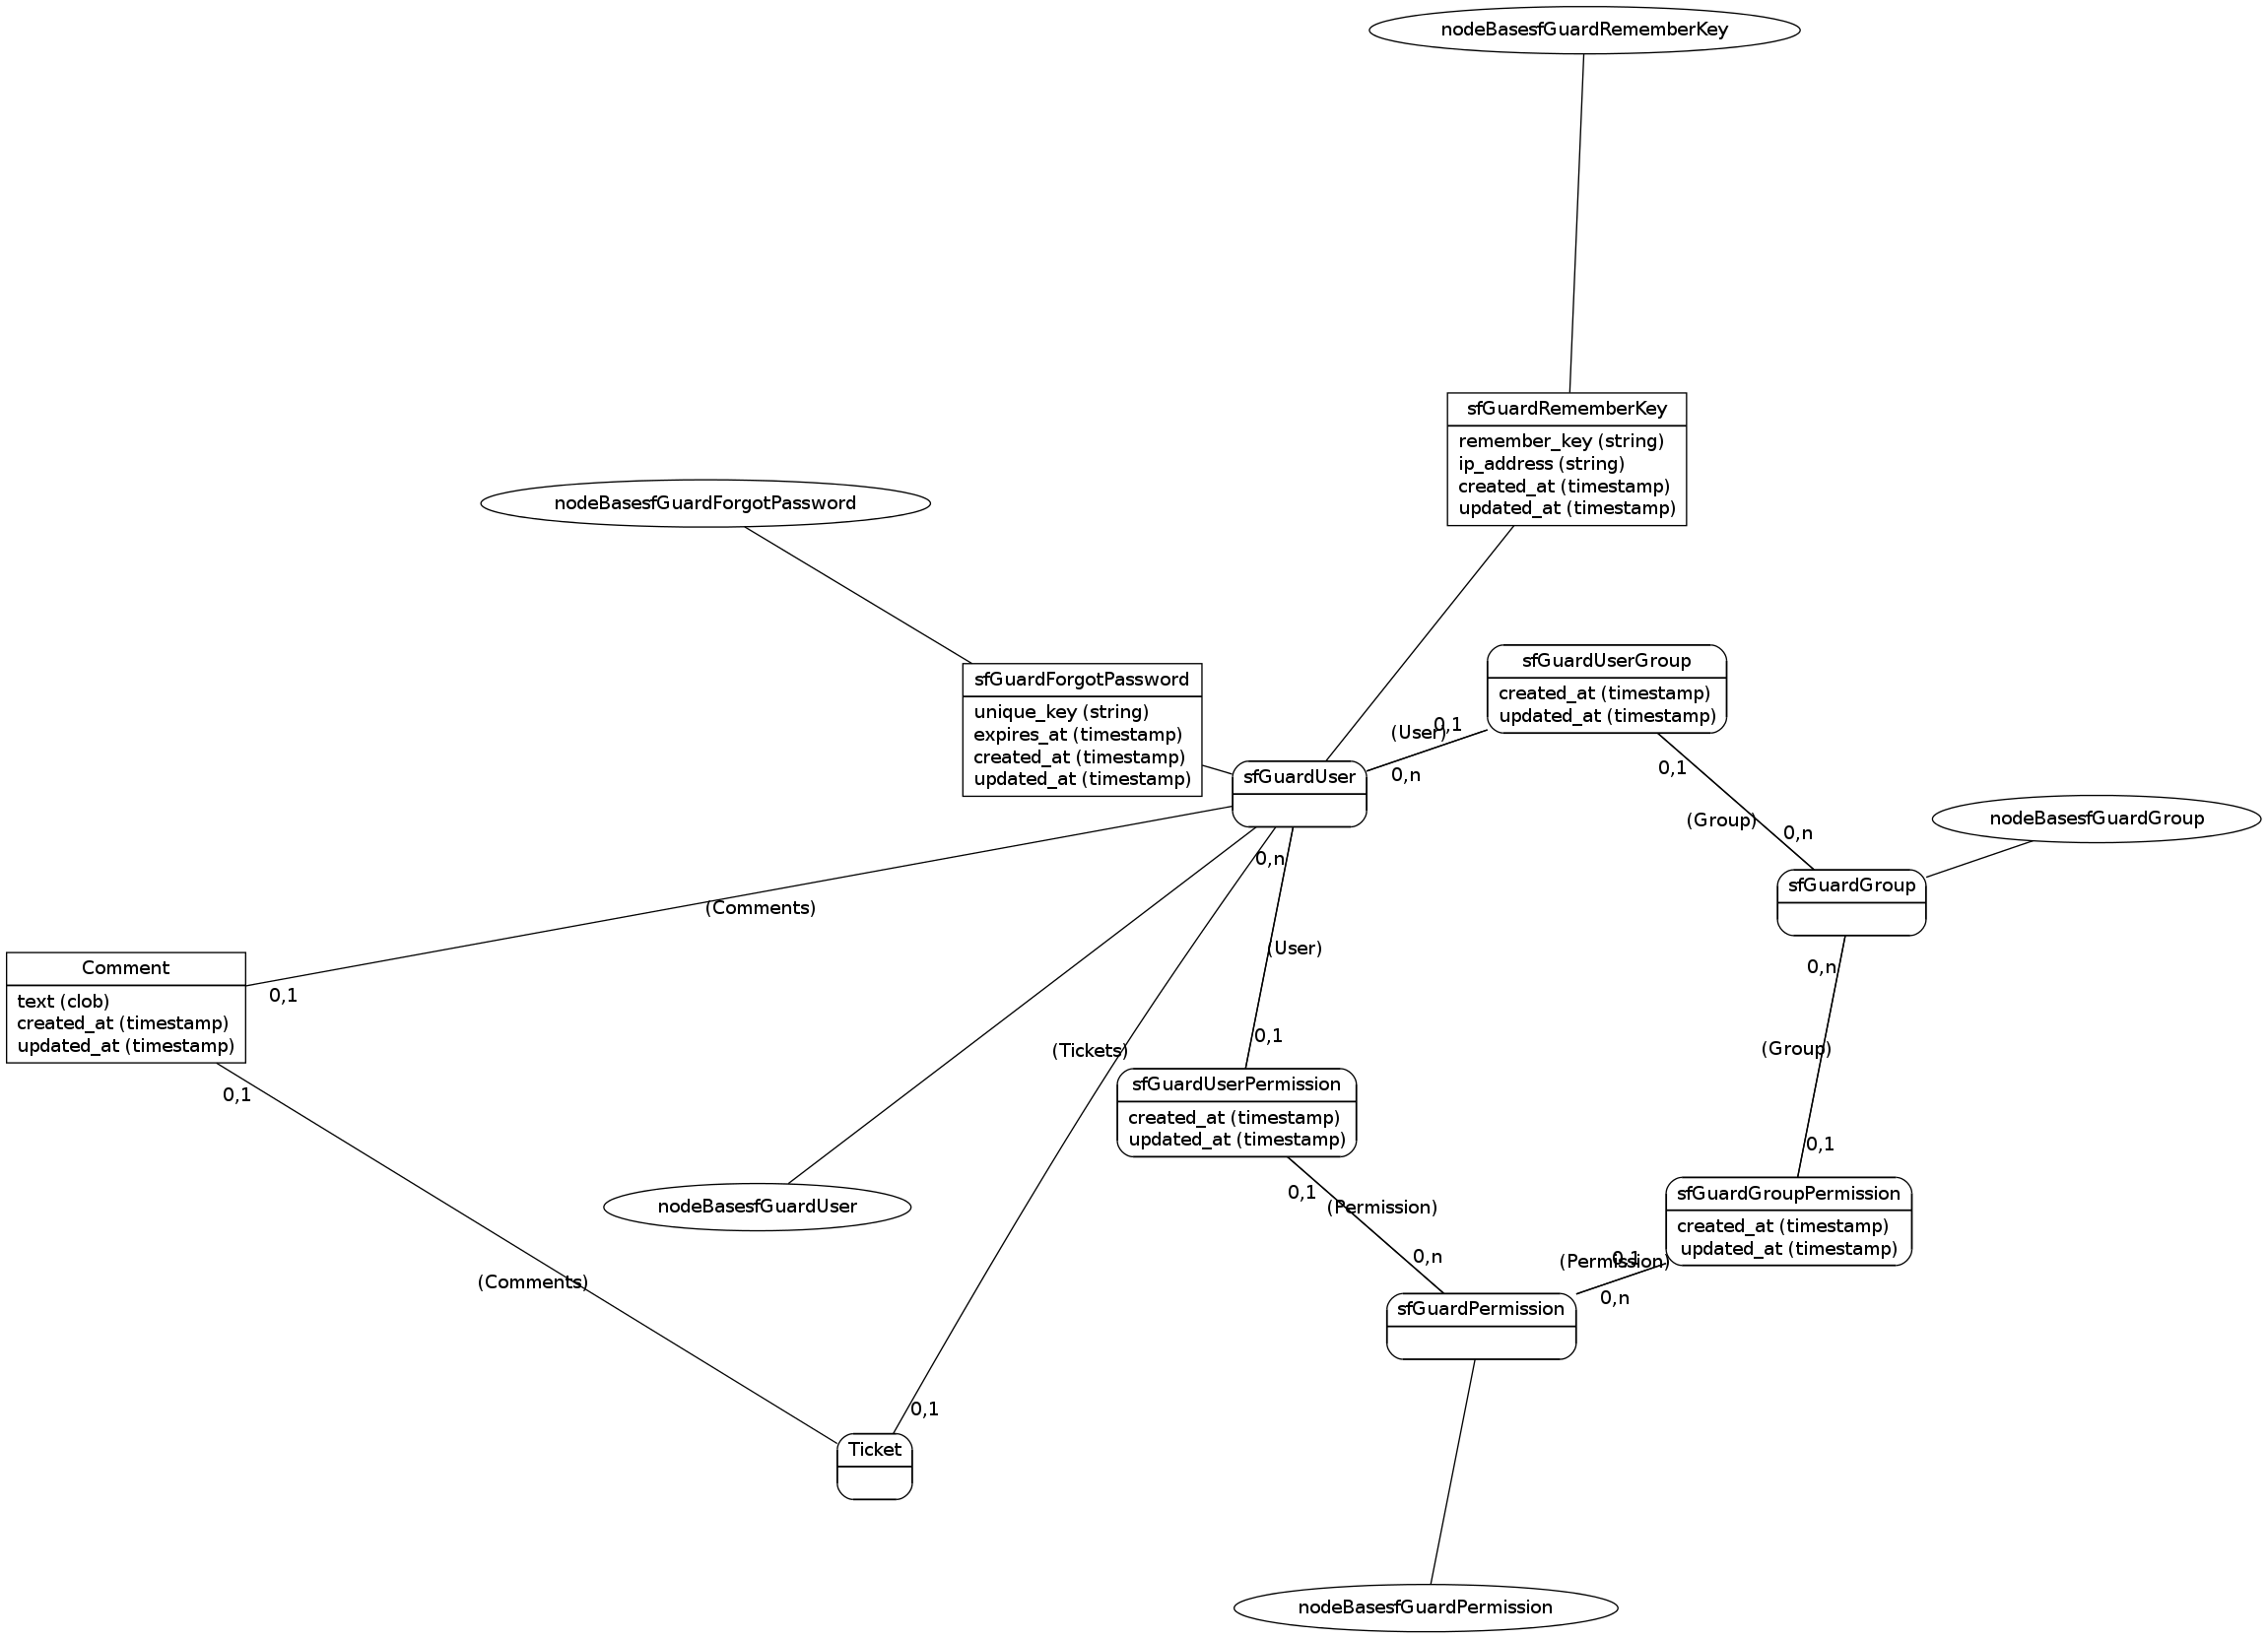 nodeBasesfGuardRememberKey
sfGuardRememberKey
remember_key (string)
ip_address (string)
created_at (timestamp)
updated_at (timestamp)
nodeBasesfGuardForgotPassword
sfGuardForgotPassword
unique_key (string)
expires_at (timestamp)
created_at (timestamp)
updated_at (timestamp)
sfGuardUserGroup
created_at (timestamp)
updated_at (timestamp)
0,1
(User)
0,n
sfGuardUser
0,1
(Group)
0,n
nodeBasesfGuardGroup
sfGuardGroup
0,n
(Comments)
(User)
0,n
Comment
text (clob)
created_at (timestamp)
updated_at (timestamp)
0,1
0,1
(Tickets)
(Group)
0,1
sfGuardUserPermission
created_at (timestamp)
updated_at (timestamp)
0,1
0,1
nodeBasesfGuardUser
0,1
(Permission)
0,n
sfGuardGroupPermission
created_at (timestamp)
updated_at (timestamp)
0,1
(Permission)
0,n
(Comments)
sfGuardPermission
0,1
Ticket
nodeBasesfGuardPermission